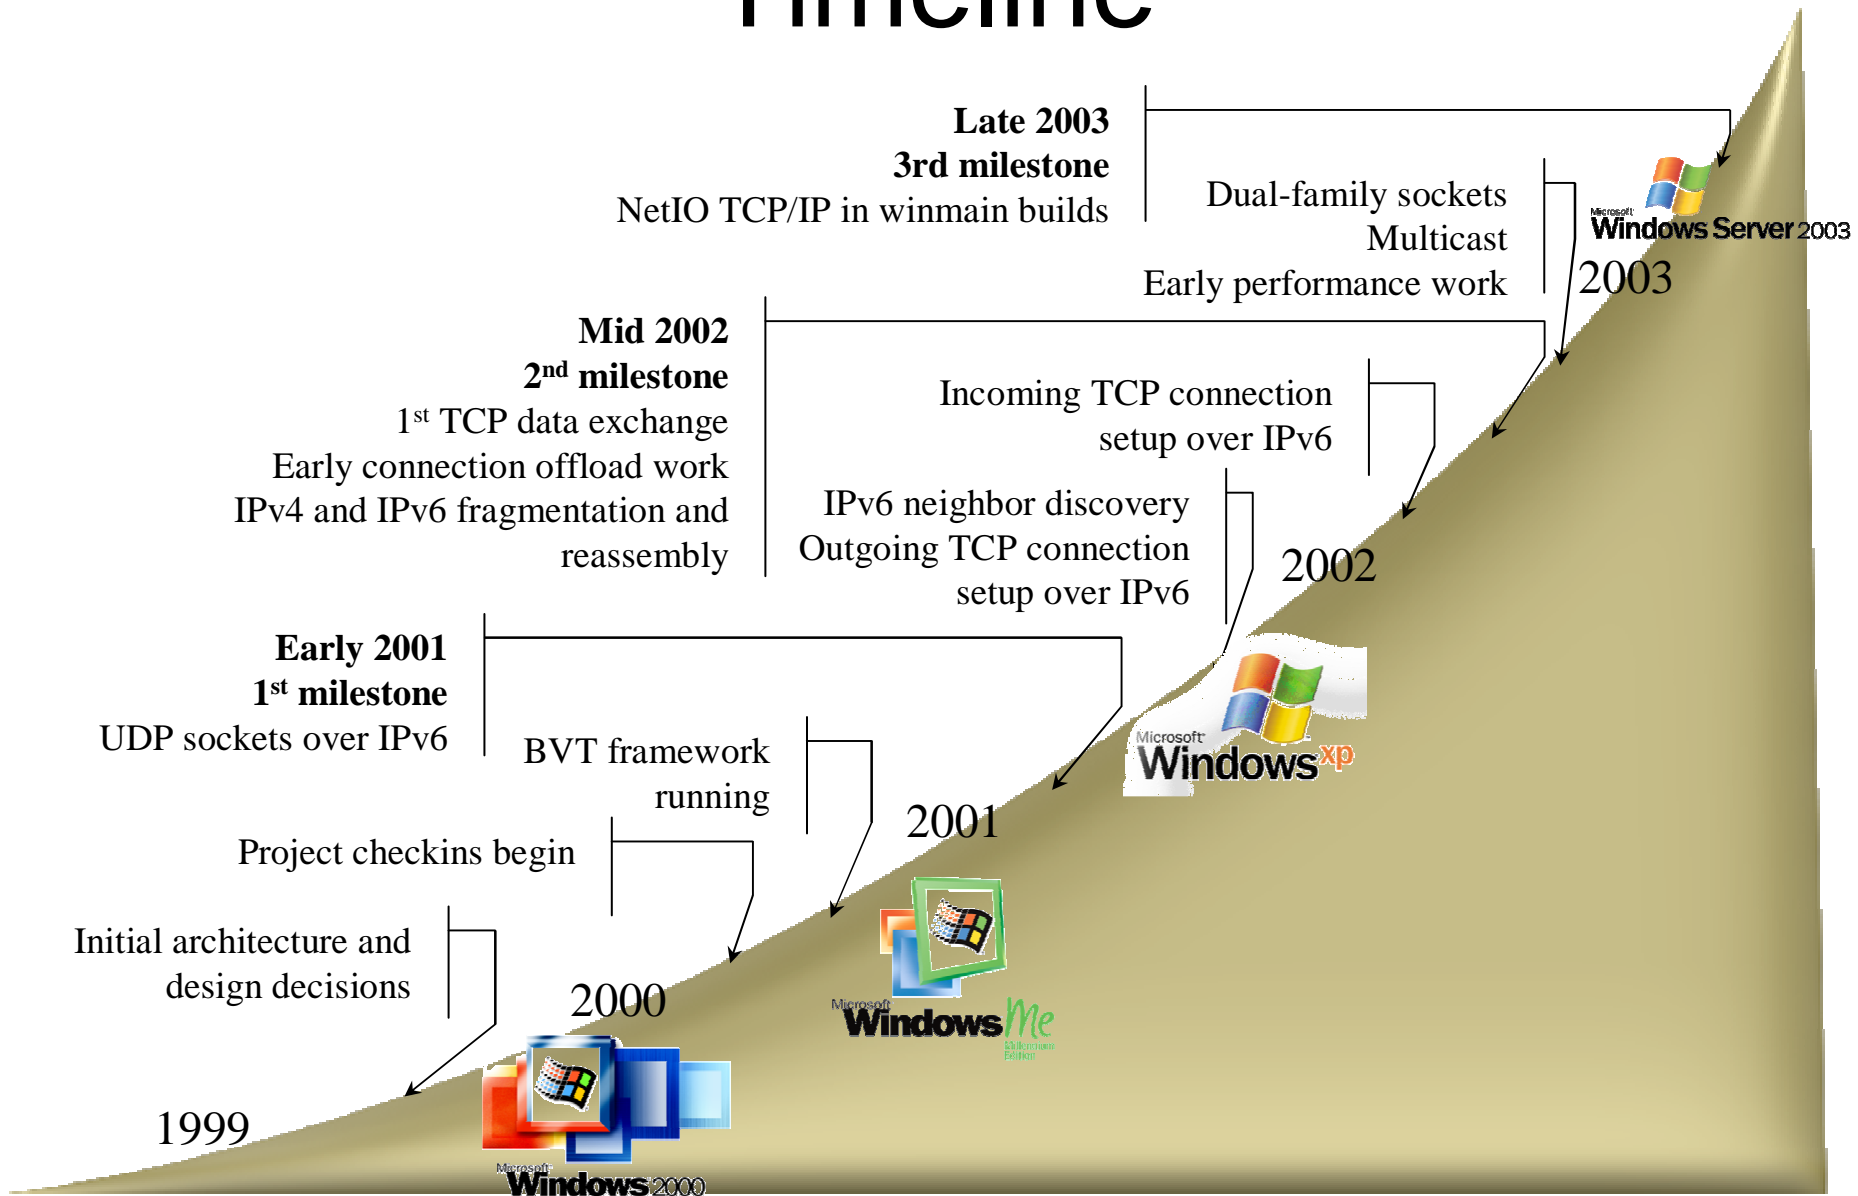 Timeline
Late 2003
3rd milestone
NetIO TCP/IP in winmain builds
Dual-family sockets
Multicast
Early performance work
Microsoft
Windows Server 2003
2003
Mid 2002
2nd milestone
1st TCP data exchange
Early connection offload work
IPv4 and IPv6 fragmentation and
reassembly
Incoming TCP connection
setup over IPv6
IPv6 neighbor discovery
Outgoing TCP connection
setup over IPv6
2002
Early 2001
1st milestone
UDP sockets over IPv6
Microsoft
Windows xp
BVT framework
running
2001
Project checkins begin
Microsoft
Windows Me
Millennium
Edition
Initial architecture and
design decisions
2000
1999
Microsoft
Windows 2000